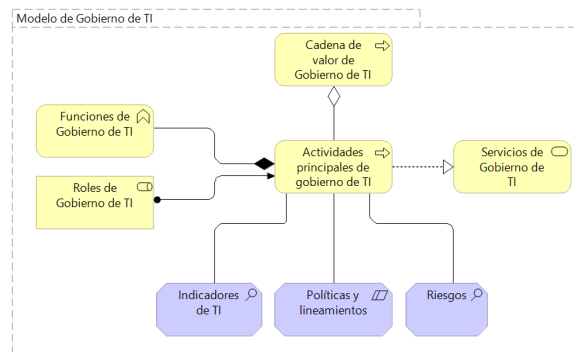 Modelo de Gobierno de TI
Cadena de
valor de
Gobierno de TI
Funciones de
Gobierno de TI
Actividades
principales de
gobierno de TI
Servicios de
Gobierno de
TI
Roles de
Gobierno de TI
Indicadores
de TI
Políticas y
lineamientos
Riesgos